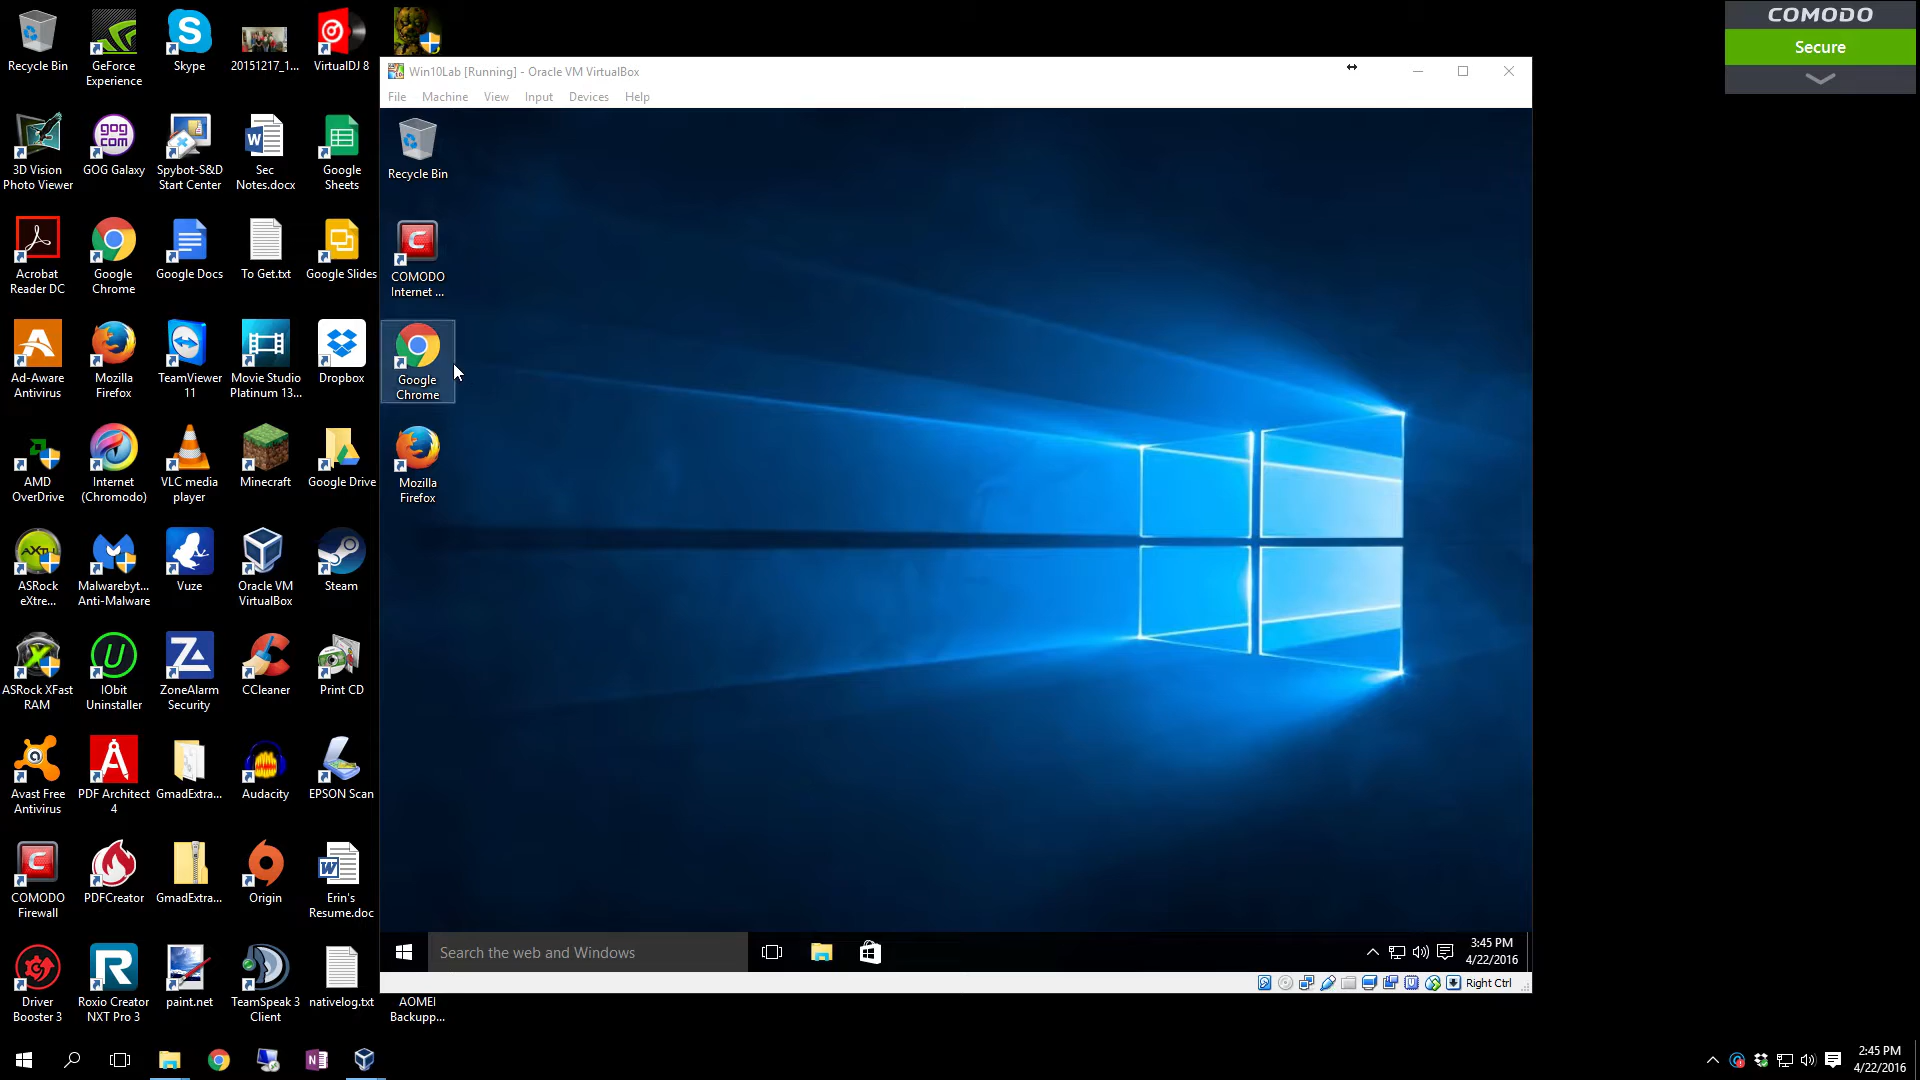 Recycle Bin
GeForce
Experience
Skype
20151217_1...
VirtualDJ 8
3D Vision
Photo Viewer
GOG COM
GOG Galaxy
Spybot-S&D
Start Center
Sec
Notes.docx
Google
Sheets
Acrobat
Reader DC
Google
Chrome
Google Docs
To Get.txt
Google Slides
Ad-Aware
Antivirus
Mozilla
Firefox
TeamViewer
11
Movie Studio
Platinum 13...
Dropbox
AMD
OverDrive
Internet
(Chromodo)
VLC media
player
Minecraft
Google Drive
ASRock
eXtre...
Malwarebyt...
Anti-Malware
Vuze
Oracle VM
VirtualBox
Steam
ASRock XFast
RAM
IObit
Uninstaller
ZoneAlarm
Security
CCleaner
Print CD
Avast Free
Antivirus
PDF Architect
4
GmadExtra...
Audacity
EPSON Scan
COMODO
Firewall
PDFCreator
GmadExtra...
Origin
Erin's
Resume.doc
Driver
Booster 3
Roxio Creator
NXT Pro 3
paint.net
TeamSpeak 3
Client
nativelog.txt
AOMEI
Backupp...
Win10Lab [Running] - Oracle VM VirtualBox
File Machine View Input Devices Help
Recycle Bin
COMODO
Internet ...
Google
Chrome
Mozilla
Firefox
Search the web and Windows
3:45 PM
4/22/2016
Right Ctrl
COMODO
Secure
2:45 PM
4/22/2016